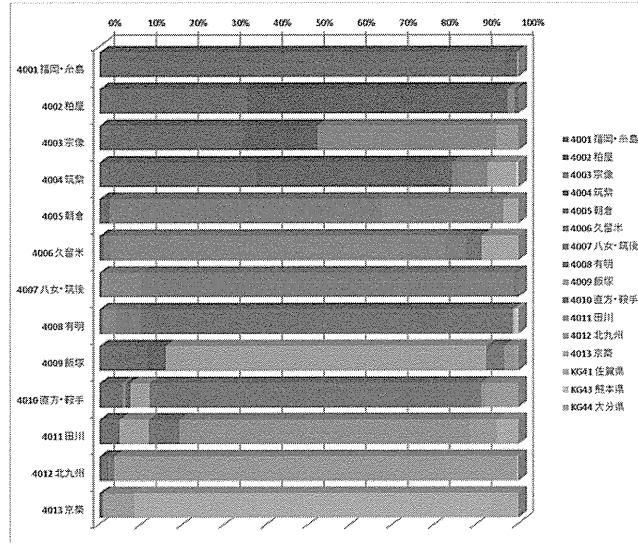 0% 10% 20% 30% 40% 50% 60% 70% 80% 90% 100%
4001 福岡・糸島
4002 粕屋
4003 宗像
4004 筑紫
4005 朝倉
4006 久留米
4007 八女・筑後
4008 有明
4009 飯塚
4010 直方・鞍手
4011 田川
4012 北九州
4013 京築
4001 福岡・糸島
4002 粕屋
4003 宗像
4004 筑紫
4005 朝倉
4006 久留米
4007 八女・筑後
4008 有明
4009 飯塚
4010 直方・鞍手
4011 田川
4012 北九州
4013 京築
KG41 佐賀県
KG43 熊本県
KG44 大分県